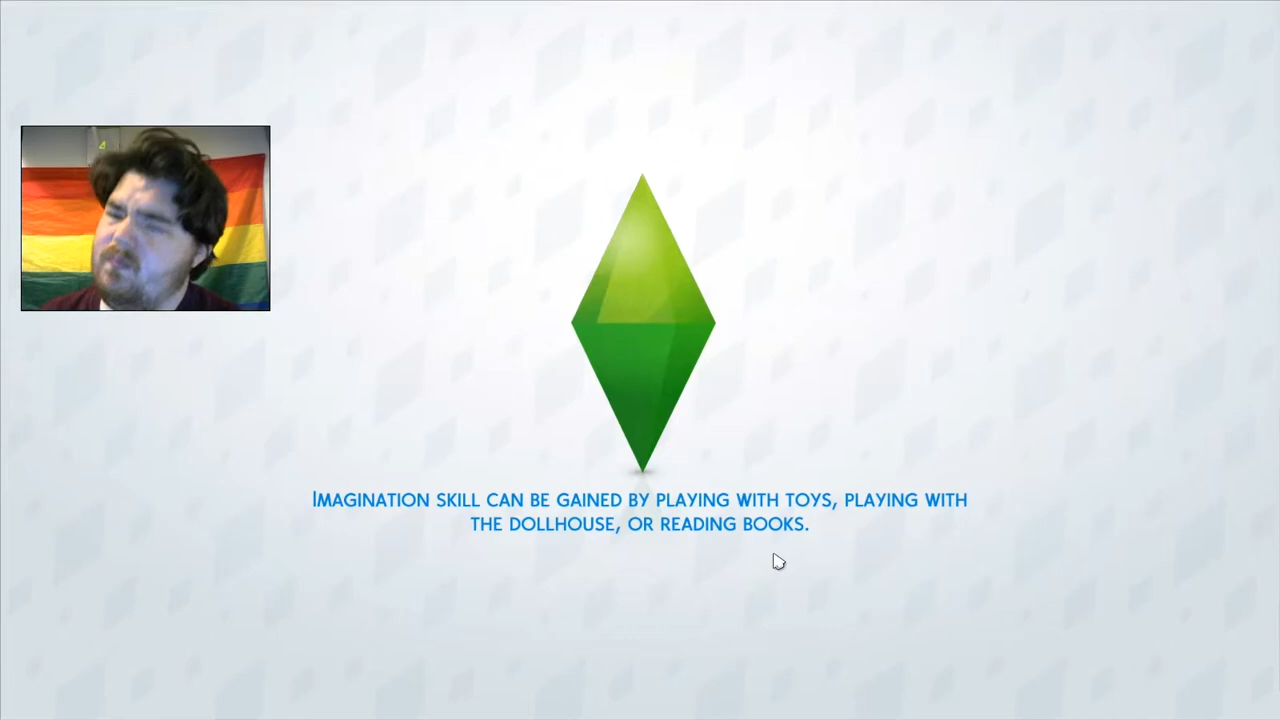 Imagination skill can be gained by playing with toys, playing with
the dollhouse, or reading books.